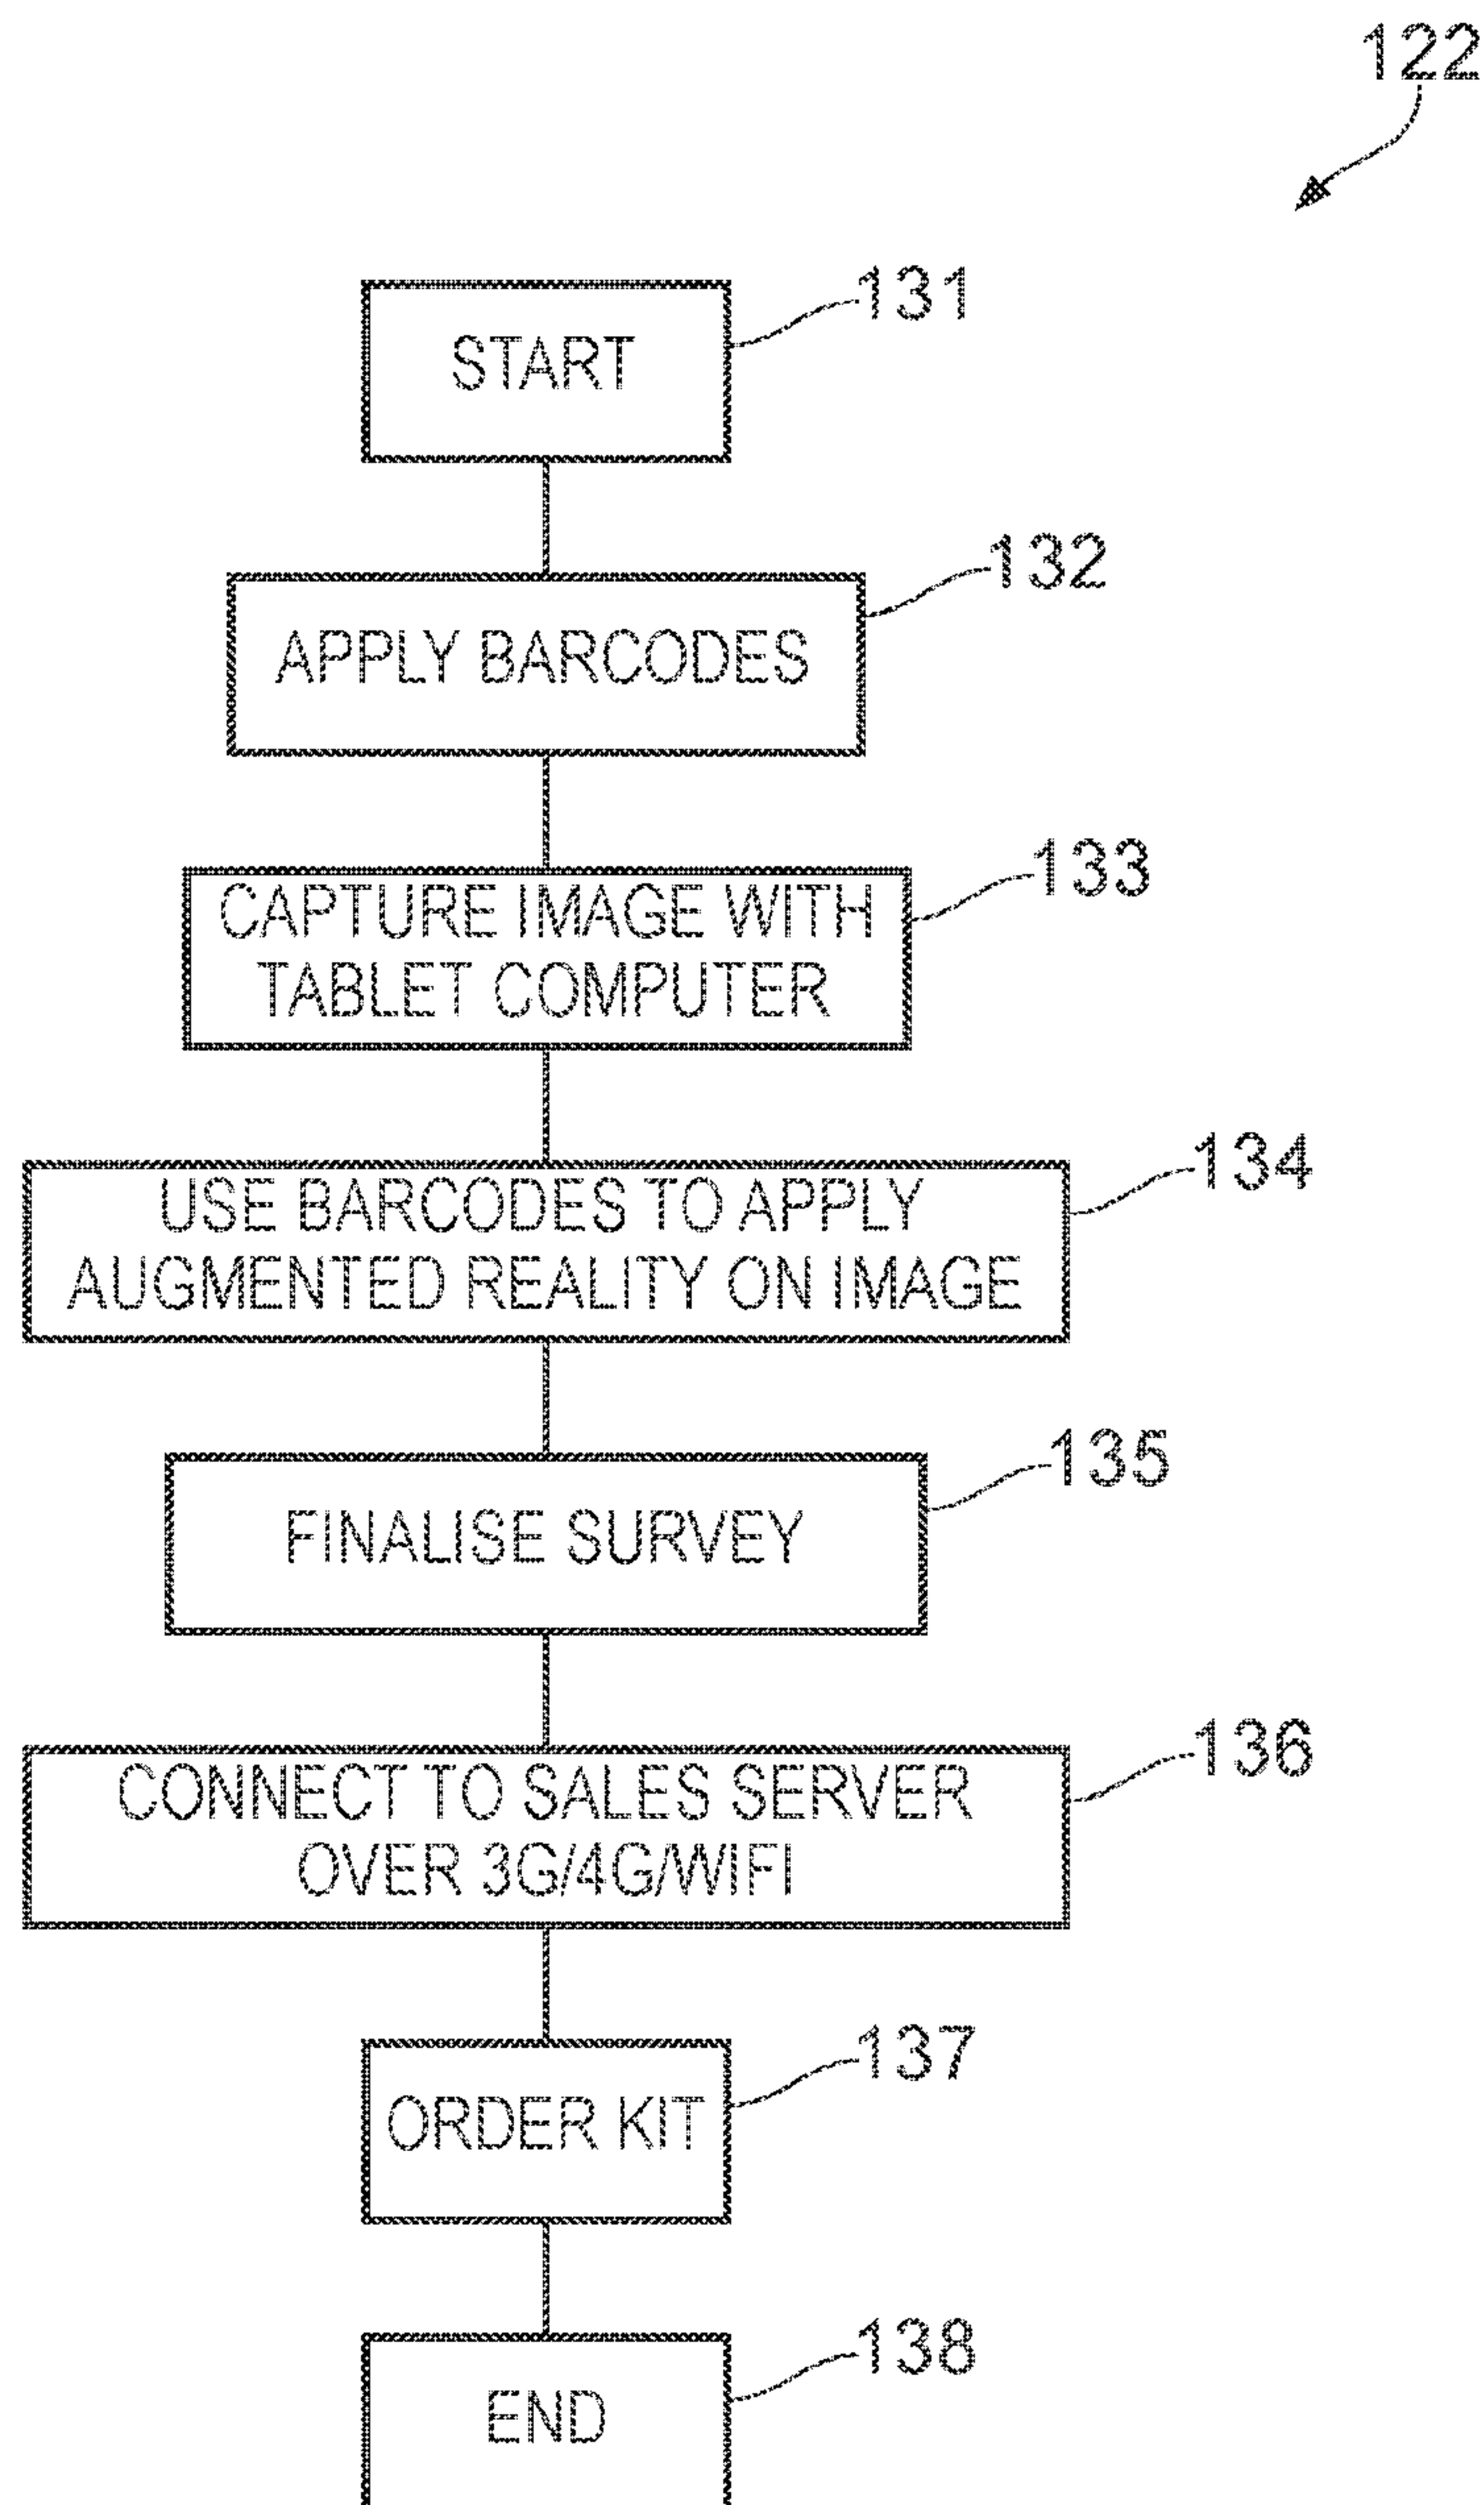 122
START
131
APPLY BARCODES
132
CAPTURE IMAGE WITH
TABLET COMPUTER
133
USE BARCODES TO APPLY
AUGMENTED REALITY ON IMAGE
134
FINALISE SURVEY
135
CONNECT TO SALES SERVER
OVER 3G/4G/WIFI
136
ORDER KIT
137
END
138